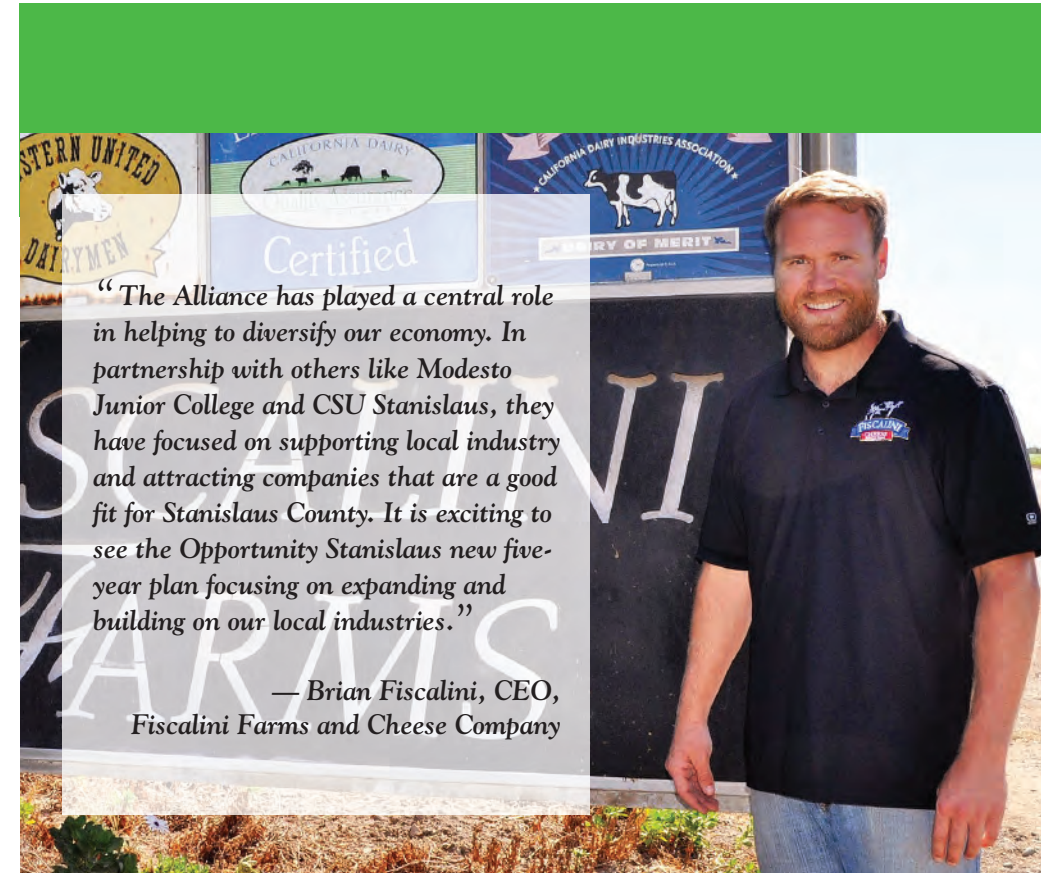 STERN UNITED
DAIRYMEN
CALIFORNIA DAIRY
Quality Assurance
Certified
★ CALIFORNIA DAIRY INDUSTRIES ASSOCIATION ★
DAIRY OF MERIT
SCALINI
FARMS
“The Alliance has played a central role
in helping to diversify our economy. In
partnership with others like Modesto
Junior College and CSU Stanislaus, they
have focused on supporting local industry
and attracting companies that are a good
fit for Stanislaus County. It is exciting to
see the Opportunity Stanislaus new five-
year plan focusing on expanding and
building on our local industries.”
— Brian Fiscalini, CEO,
Fiscalini Farms and Cheese Company
FISCALINI
CHEESE